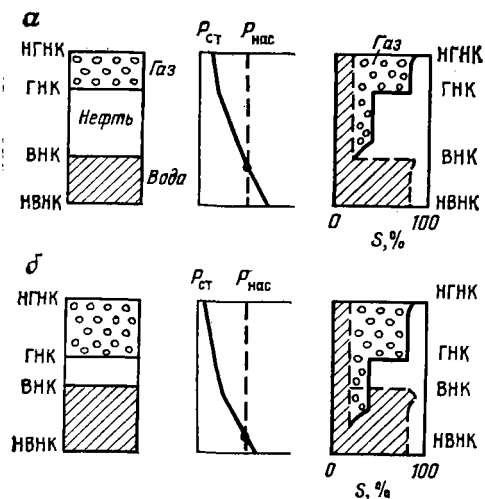 а
НГНК
ГНК
ВНК
НВНК
Газ
Нефть
Вода
Pст Pнас
Газ
НГНК
ГНК
ВНК
НВНК
0 100
S,%
б
НГНК
ГНК
ВНК
НВНК
Pст Pнас
НГНК
ГНК
ВНК
НВНК
0 100
S,%